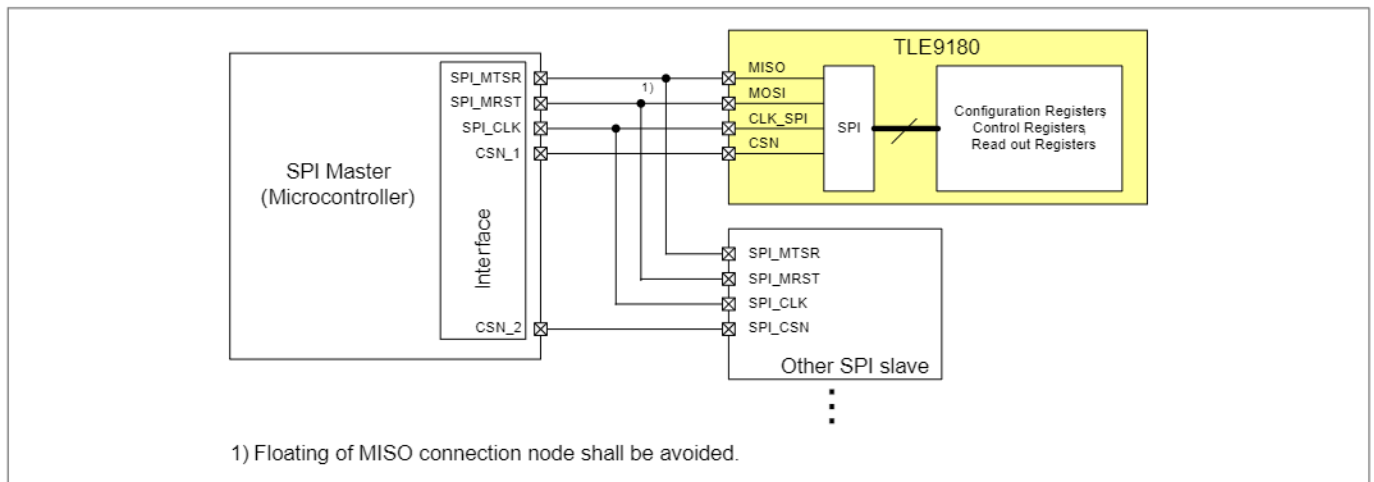 TLE9180
SPI_MTSR
SPI_MRST
SPI_CLK
CSN_1
SPI Master
(Microcontroller)
Interface
CSN_2
1)
MISO
MOSI
CLK_SPI
CSN
SPI
Configuration Registers,
Control Registers,
Read out Registers
SPI_MTSR
SPI_MRST
SPI_CLK
SPI_CSN
Other SPI slave
1) Floating of MISO connection node shall be avoided.